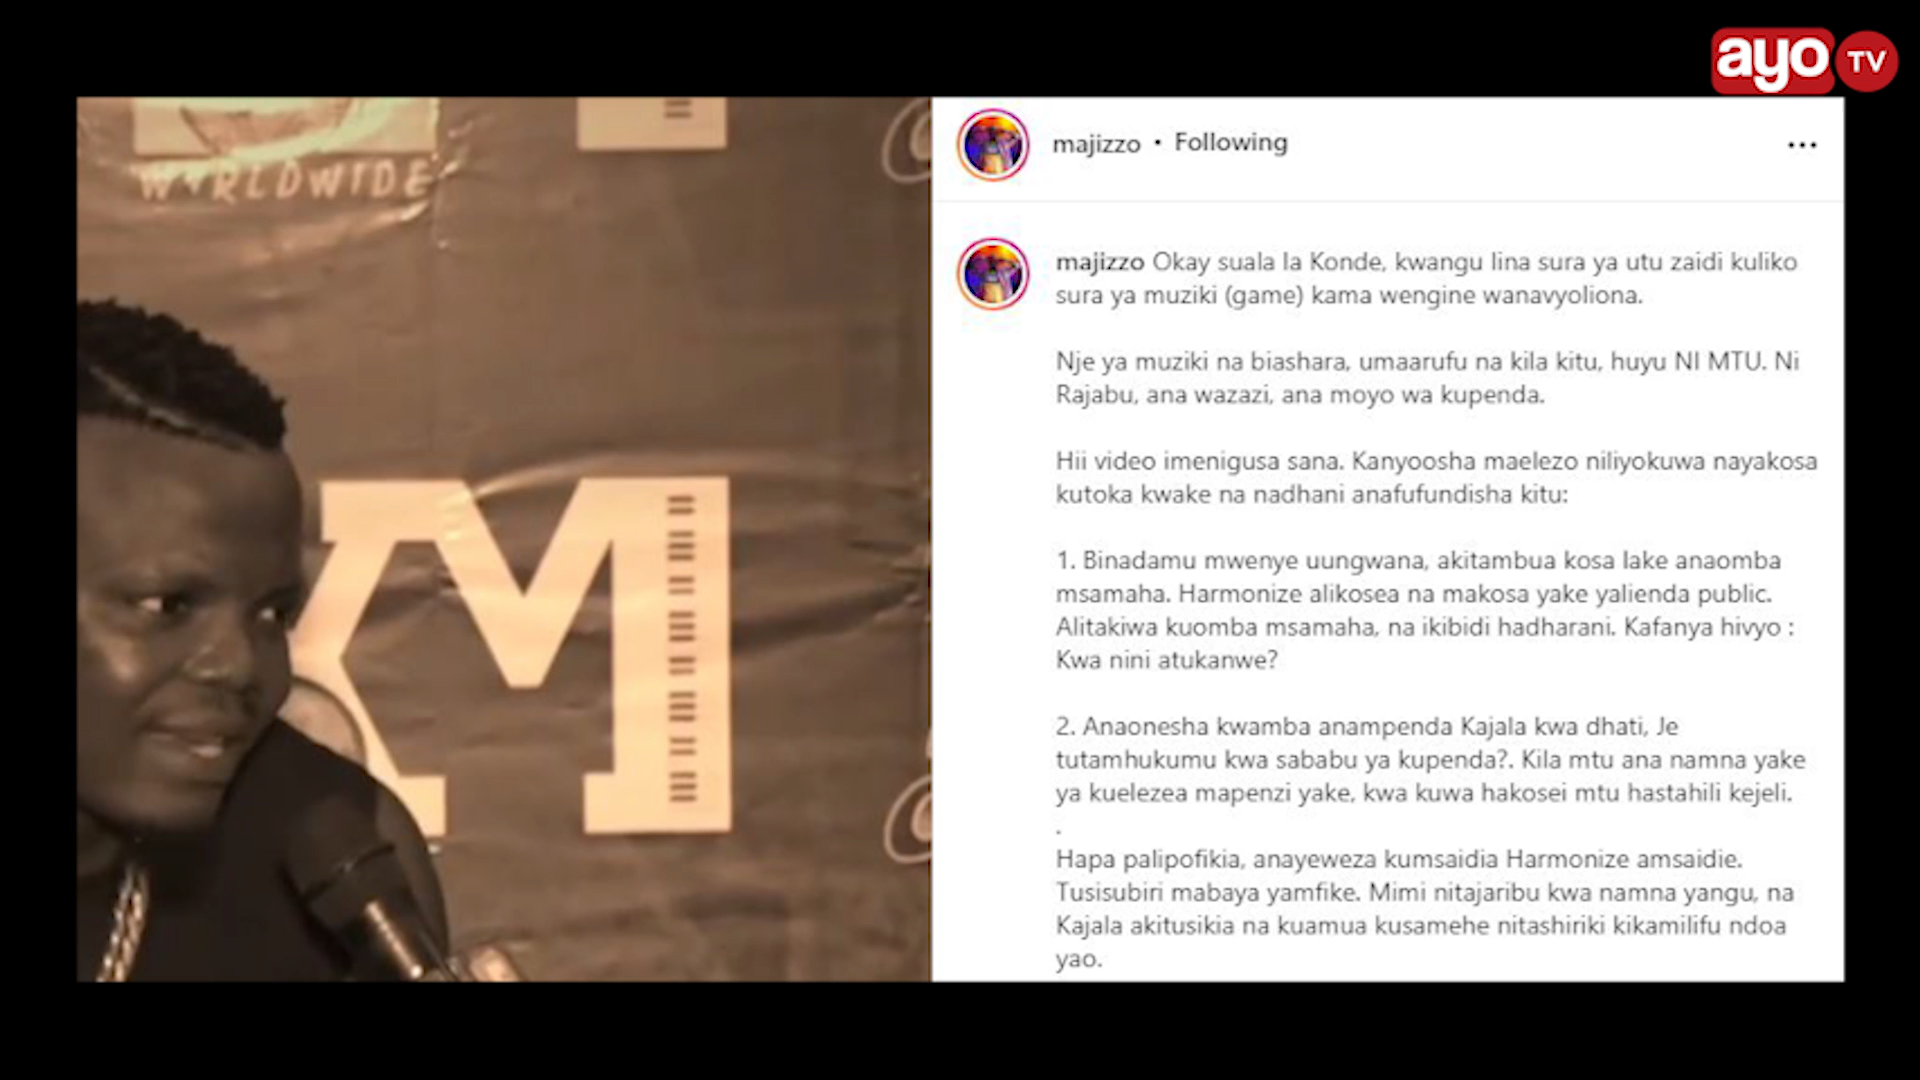 ayo TV
WORLDWIDE
M
majizzo • Following
majizzo Okay suala la Konde, kwangu lina sura ya utu zaidi kuliko
sura ya muziki (game) kama wengine wanavyoliona.
Nje ya muziki na biashara, umaarufu na kila kitu, huyu NI MTU. Ni
Rajabu, ana wazazi, ana moyo wa kupenda.
Hii video imenigusa sana. Kanyoosha maelezo niliyokuwa nayakosa
kutoka kwake na nadhani anafufundisha kitu:
1. Binadamu mwenye uungwana, akitambua kosa lake anaomba
msamaha. Harmonize alikosea na makosa yake yalienda public.
Alitakiwa kuomba msamaha, na ikibidi hadharani. Kafanya hivyo :
Kwa nini atukanwe?
2. Anaonesha kwamba anampenda Kajala kwa dhati, Je
tutamhukumu kwa sababu ya kupenda?. Kila mtu ana namna yake
ya kuelezea mapenzi yake, kwa kuwa hakosei mtu hastahili kejeli.
.
Hapa palipofikia, anayeweza kumsaidia Harmonize amsaidie.
Tusisubiri mabaya yamfike. Mimi nitajaribu kwa namna yangu, na
Kajala akitusikia na kuamua kusamehe nitashiriki kikamilifu ndoa
yao.